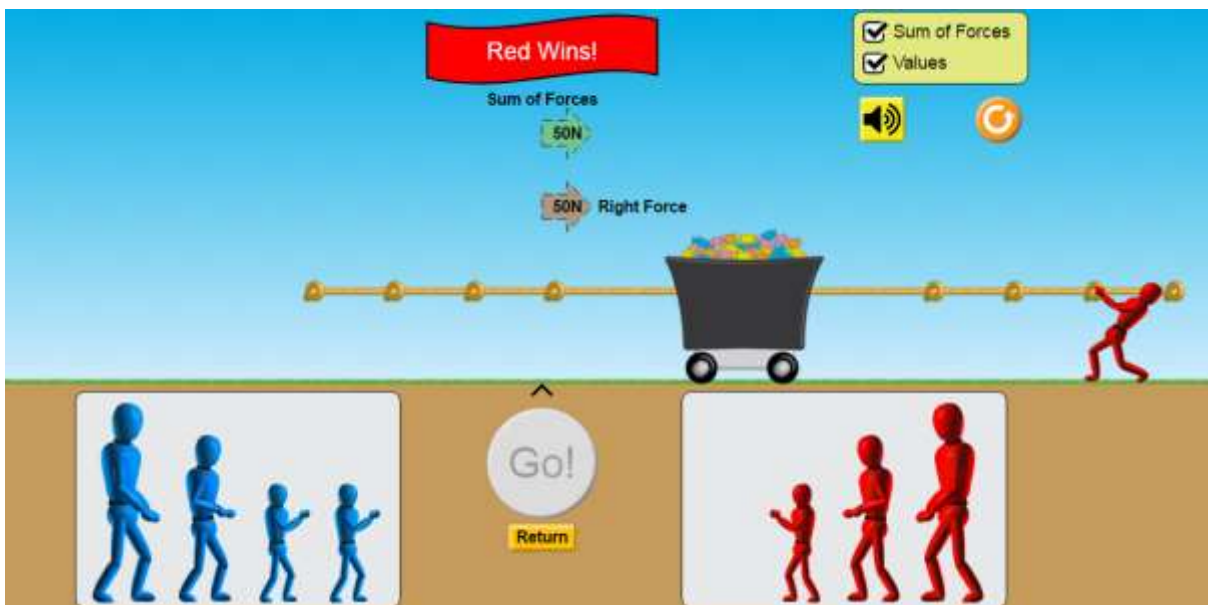 Red Wins!
Sum of Forces
Values
Sum of Forces
50N
50N Right Force
Go!
Return